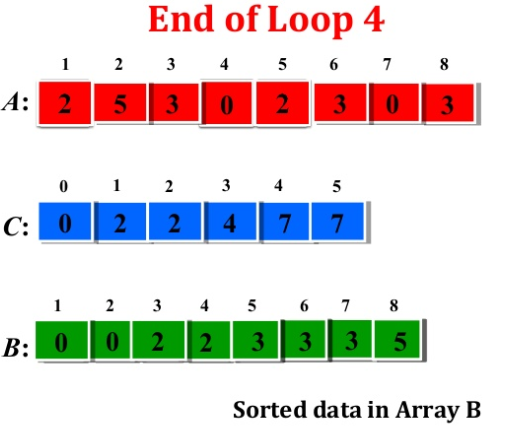 End of Loop 4
1 2 3 4 5 6 7 8
A: 2 5 3 0 2 3 0 3
0 1 2 3 4 5
C: 0 2 2 4 7 7
1 2 3 4 5 6 7 8
B: 0 0 2 2 3 3 3 5
Sorted data in Array B